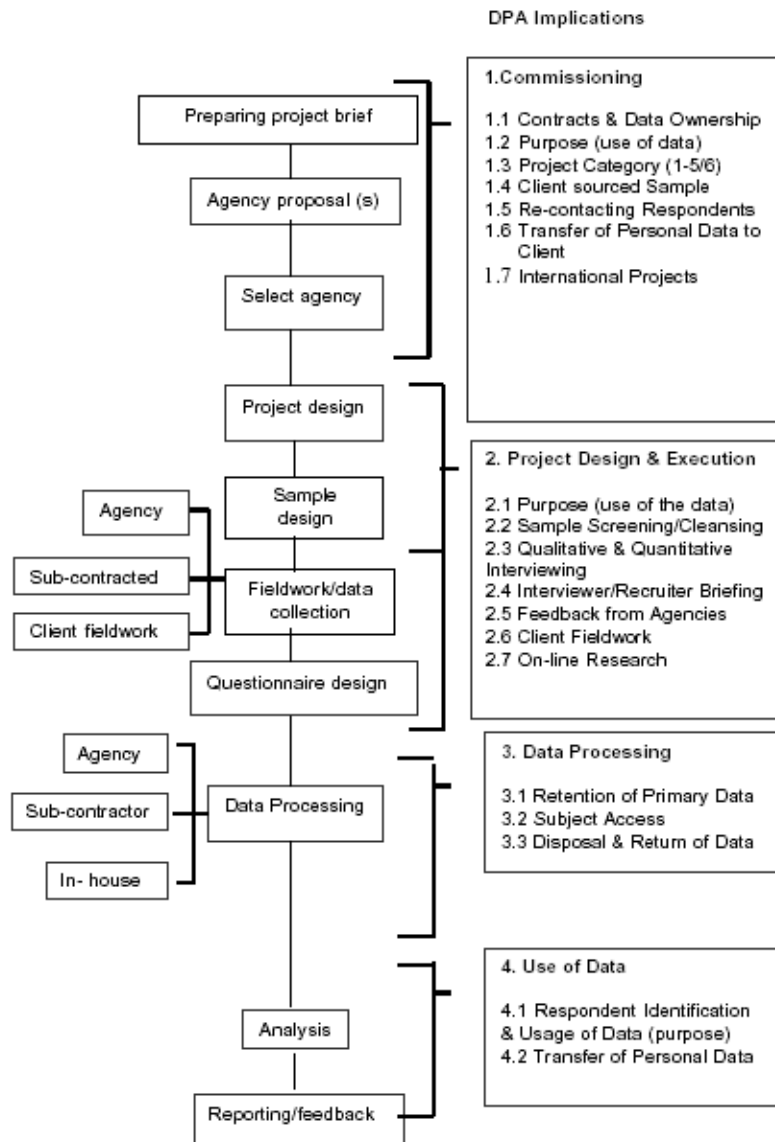 DPA Implications
Preparing project brief
Agency proposal (s)
Select agency
1.Commissioning
1.1 Contracts & Data Ownership
1.2 Purpose (use of data)
1.3 Project Category (1-5/6)
1.4 Client sourced Sample
1.5 Re-contacting Respondents
1.6 Transfer of Personal Data to
Client
1.7 International Projects
Project design
Sample
design
Agency
Sub-contracted
Client fieldwork
Fieldwork/data
collection
Questionnaire design
2. Project Design & Execution
2.1 Purpose (use of the data)
2.2 Sample Screening/Cleansing
2.3 Qualitative & Quantitative
Interviewing
2.4 Interviewer/Recruiter Briefing
2.5 Feedback from Agencies
2.6 Client Fieldwork
2.7 On-line Research
Agency
Sub-contractor
In- house
Data Processing
3. Data Processing
3.1 Retention of Primary Data
3.2 Subject Access
3.3 Disposal & Return of Data
Analysis
Reporting/feedback
4. Use of Data
4.1 Respondent Identification
& Usage of Data (purpose)
4.2 Transfer of Personal Data